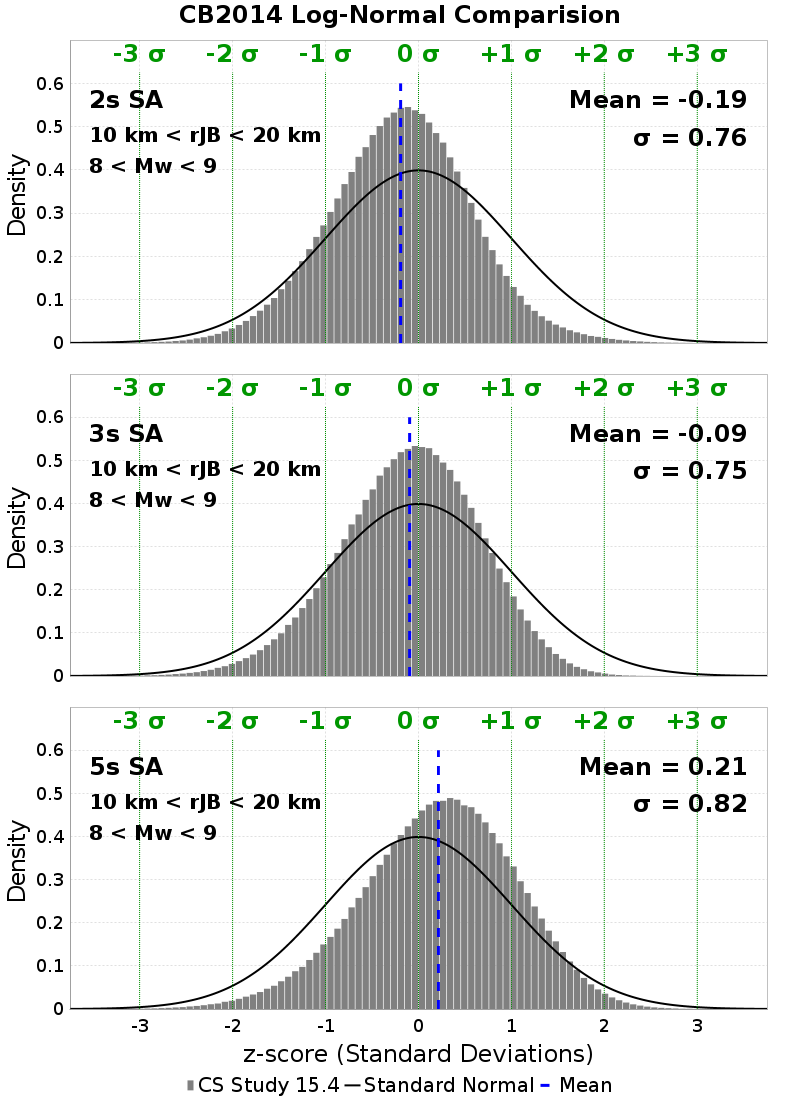 CB2014 Log-Normal Comparision
-3 σ -2 σ -1 σ 0 σ +1 σ +2 σ +3 σ
0.6
2s SA Mean = -0.19
0.5
10 km < rJB < 20 km σ = 0.76
8 < Mw < 9
0.4
Density
0.3
0.2
0.1
0
-3 σ -2 σ -1 σ 0 σ +1 σ +2 σ +3 σ
0.6
3s SA Mean = -0.09
0.5
10 km < rJB < 20 km σ = 0.75
8 < Mw < 9
0.4
Density
0.3
0.2
0.1
0
-3 σ -2 σ -1 σ 0 σ +1 σ +2 σ +3 σ
0.6
5s SA Mean = 0.21
0.5
10 km < rJB < 20 km σ = 0.82
8 < Mw < 9
0.4
Density
0.3
0.2
0.1
0
-3 -2 -1 0 1 2 3
z-score (Standard Deviations)
CS Study 15.4 Standard Normal Mean